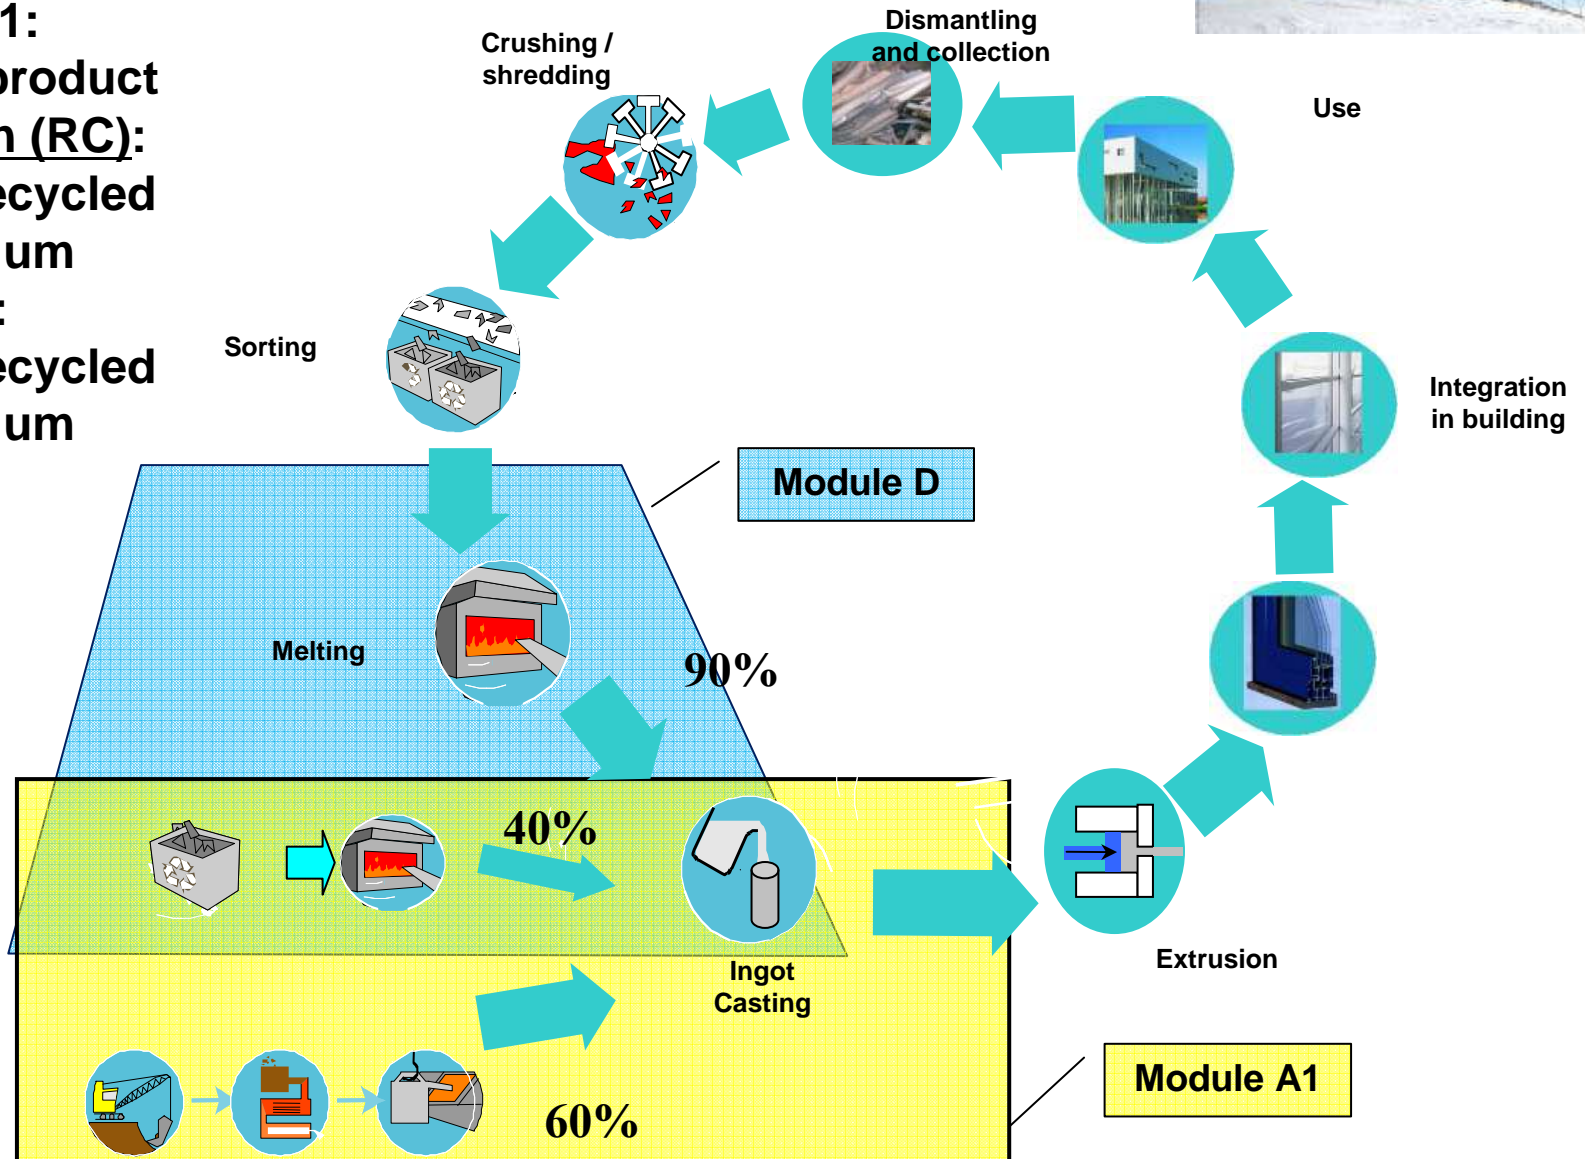 1:
product
n (RC):
ecycled
um
:
ecycled
um
Crushing /
shredding
Dismantling
and collection
Use
Sorting
Integration
in building
Module D
Melting
90%
40%
Ingot
Casting
Extrusion
Module A1
60%